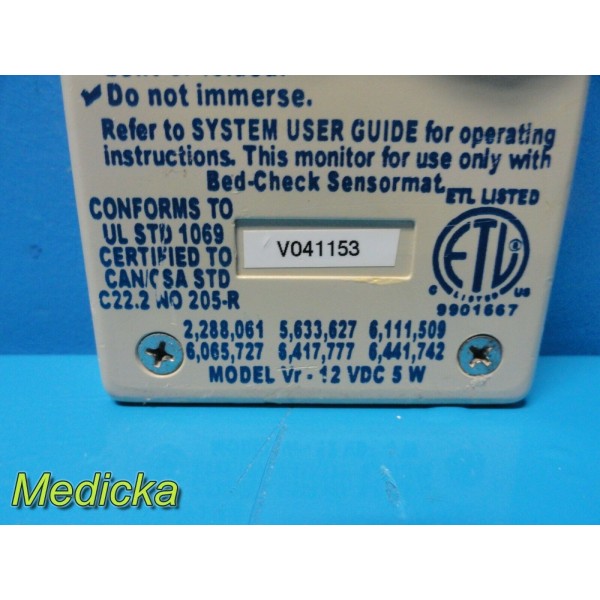 ✔Do not immerse.
Refer to SYSTEM USER GUIDE for operating
instructions. This monitor for use only with
Bed-Check Sensormat.
ETL LISTED
CONFORMS TO
UL STD 1069
CERTIFIED TO
CAN/CSA STD
C22.2 NO 205-R
V041153
ETL
C LISTED US
9901667
2,288,061 5,633,627 6,111,509
6,065,727 6,417,777 6,441,742
MODEL Vr - 12 VDC 5 W
Medicka